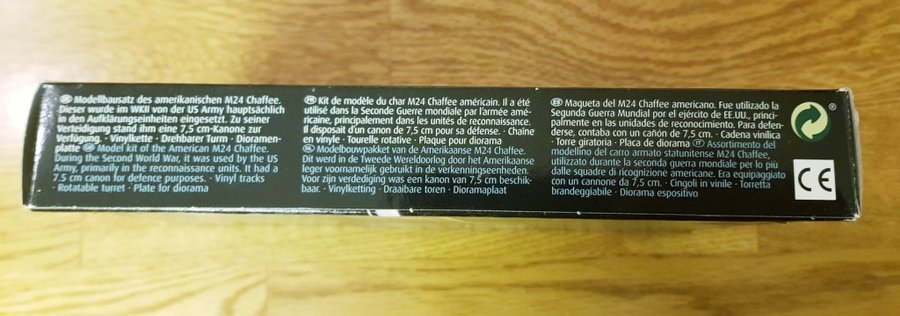 DE Modellbausatz des amerikanischen M24 Chaffee.
Dieser wurde im WKII von der US Army hauptsächlich
in den Aufklärungseinheiten eingesetzt. Zu seiner
Verteidigung stand ihm eine 7,5 cm-Kanone zur
Verfügung · Vinylkette · Drehbarer Turm · Dioramen-
platte GB Model kit of the American M24 Chaffee.
During the Second World War, it was used by the US
Army, primarily in the reconnaissance units. It had a
7,5 cm canon for defence purposes. · Vinyl tracks
· Rotatable turret · Plate for diorama
FR Kit de modèle du char M24 Chaffee américain. Il a été
utilisé dans la Seconde Guerre mondiale par l'armée amé-
ricaine, principalement dans les unités de reconnaissance.
Il disposait d'un canon de 7,5 cm pour sa défense. · Chaîne
en vinyle · Tourelle rotative · Plaque pour diorama
NL Modelbouwpakket van de Amerikaanse M24 Chaffee.
Dit werd in de Tweede Wereldoorlog door het Amerikaanse
leger voornamelijk gebruikt in de verkenningseenheden.
Voor zijn verdediging was een kanon van 7,5 cm beschik-
baar. · Vinylketting · Draaibare toren · Dioramaplaat
ES Maqueta del M24 Chaffee americano. Fue utilizado la
Segunda Guerra Mundial por el ejército de EE.UU., princi-
palmente en las unidades de reconocimiento. Para defen-
derse, contaba con un cañón de 7,5 cm. · Cadena vinílica
· Torre giratoria · Placa de diorama IT Assortimento del
modellino del carro armato statunitense M24 Chaffee,
utilizzato durante la seconda guerra mondiale per lo più
dalle squadre di ricognizione americane. Era equipaggiato
con un cannone da 7,5 cm. · Cingoli in vinile · Torretta
brandeggiabile · Diorama espositivo
®
CE